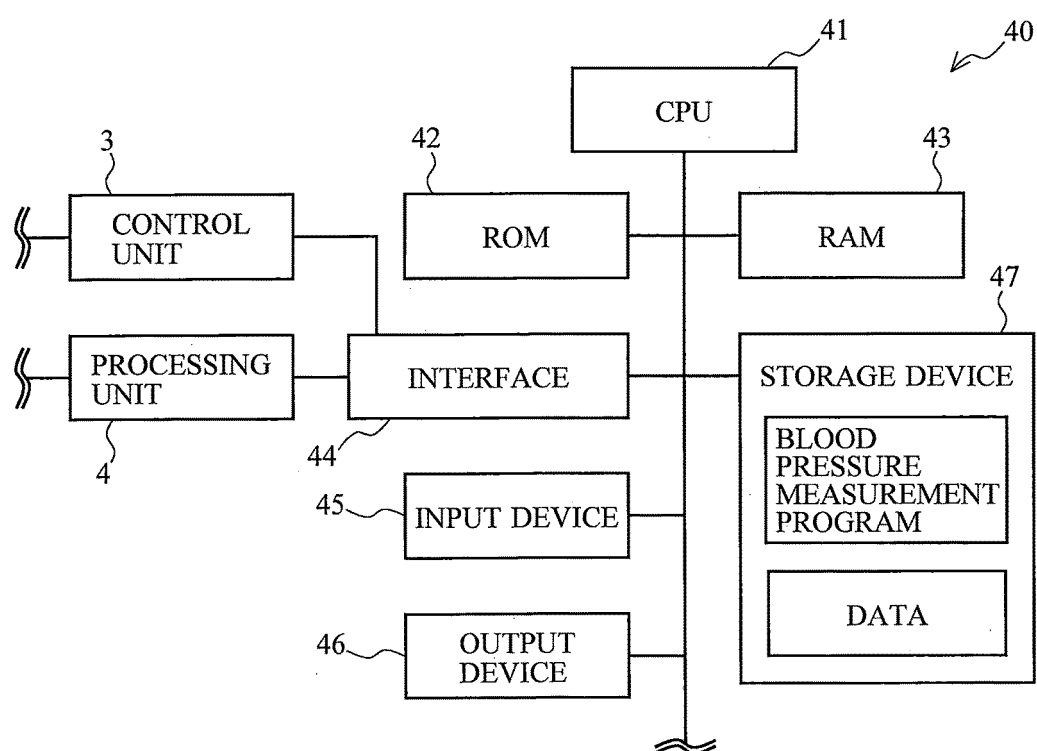 40
41
CPU
3
CONTROL
UNIT
42
ROM
43
RAM
4
PROCESSING
UNIT
44
INTERFACE
47
STORAGE DEVICE
BLOOD
PRESSURE
MEASUREMENT
PROGRAM
DATA
45
INPUT DEVICE
46
OUTPUT
DEVICE